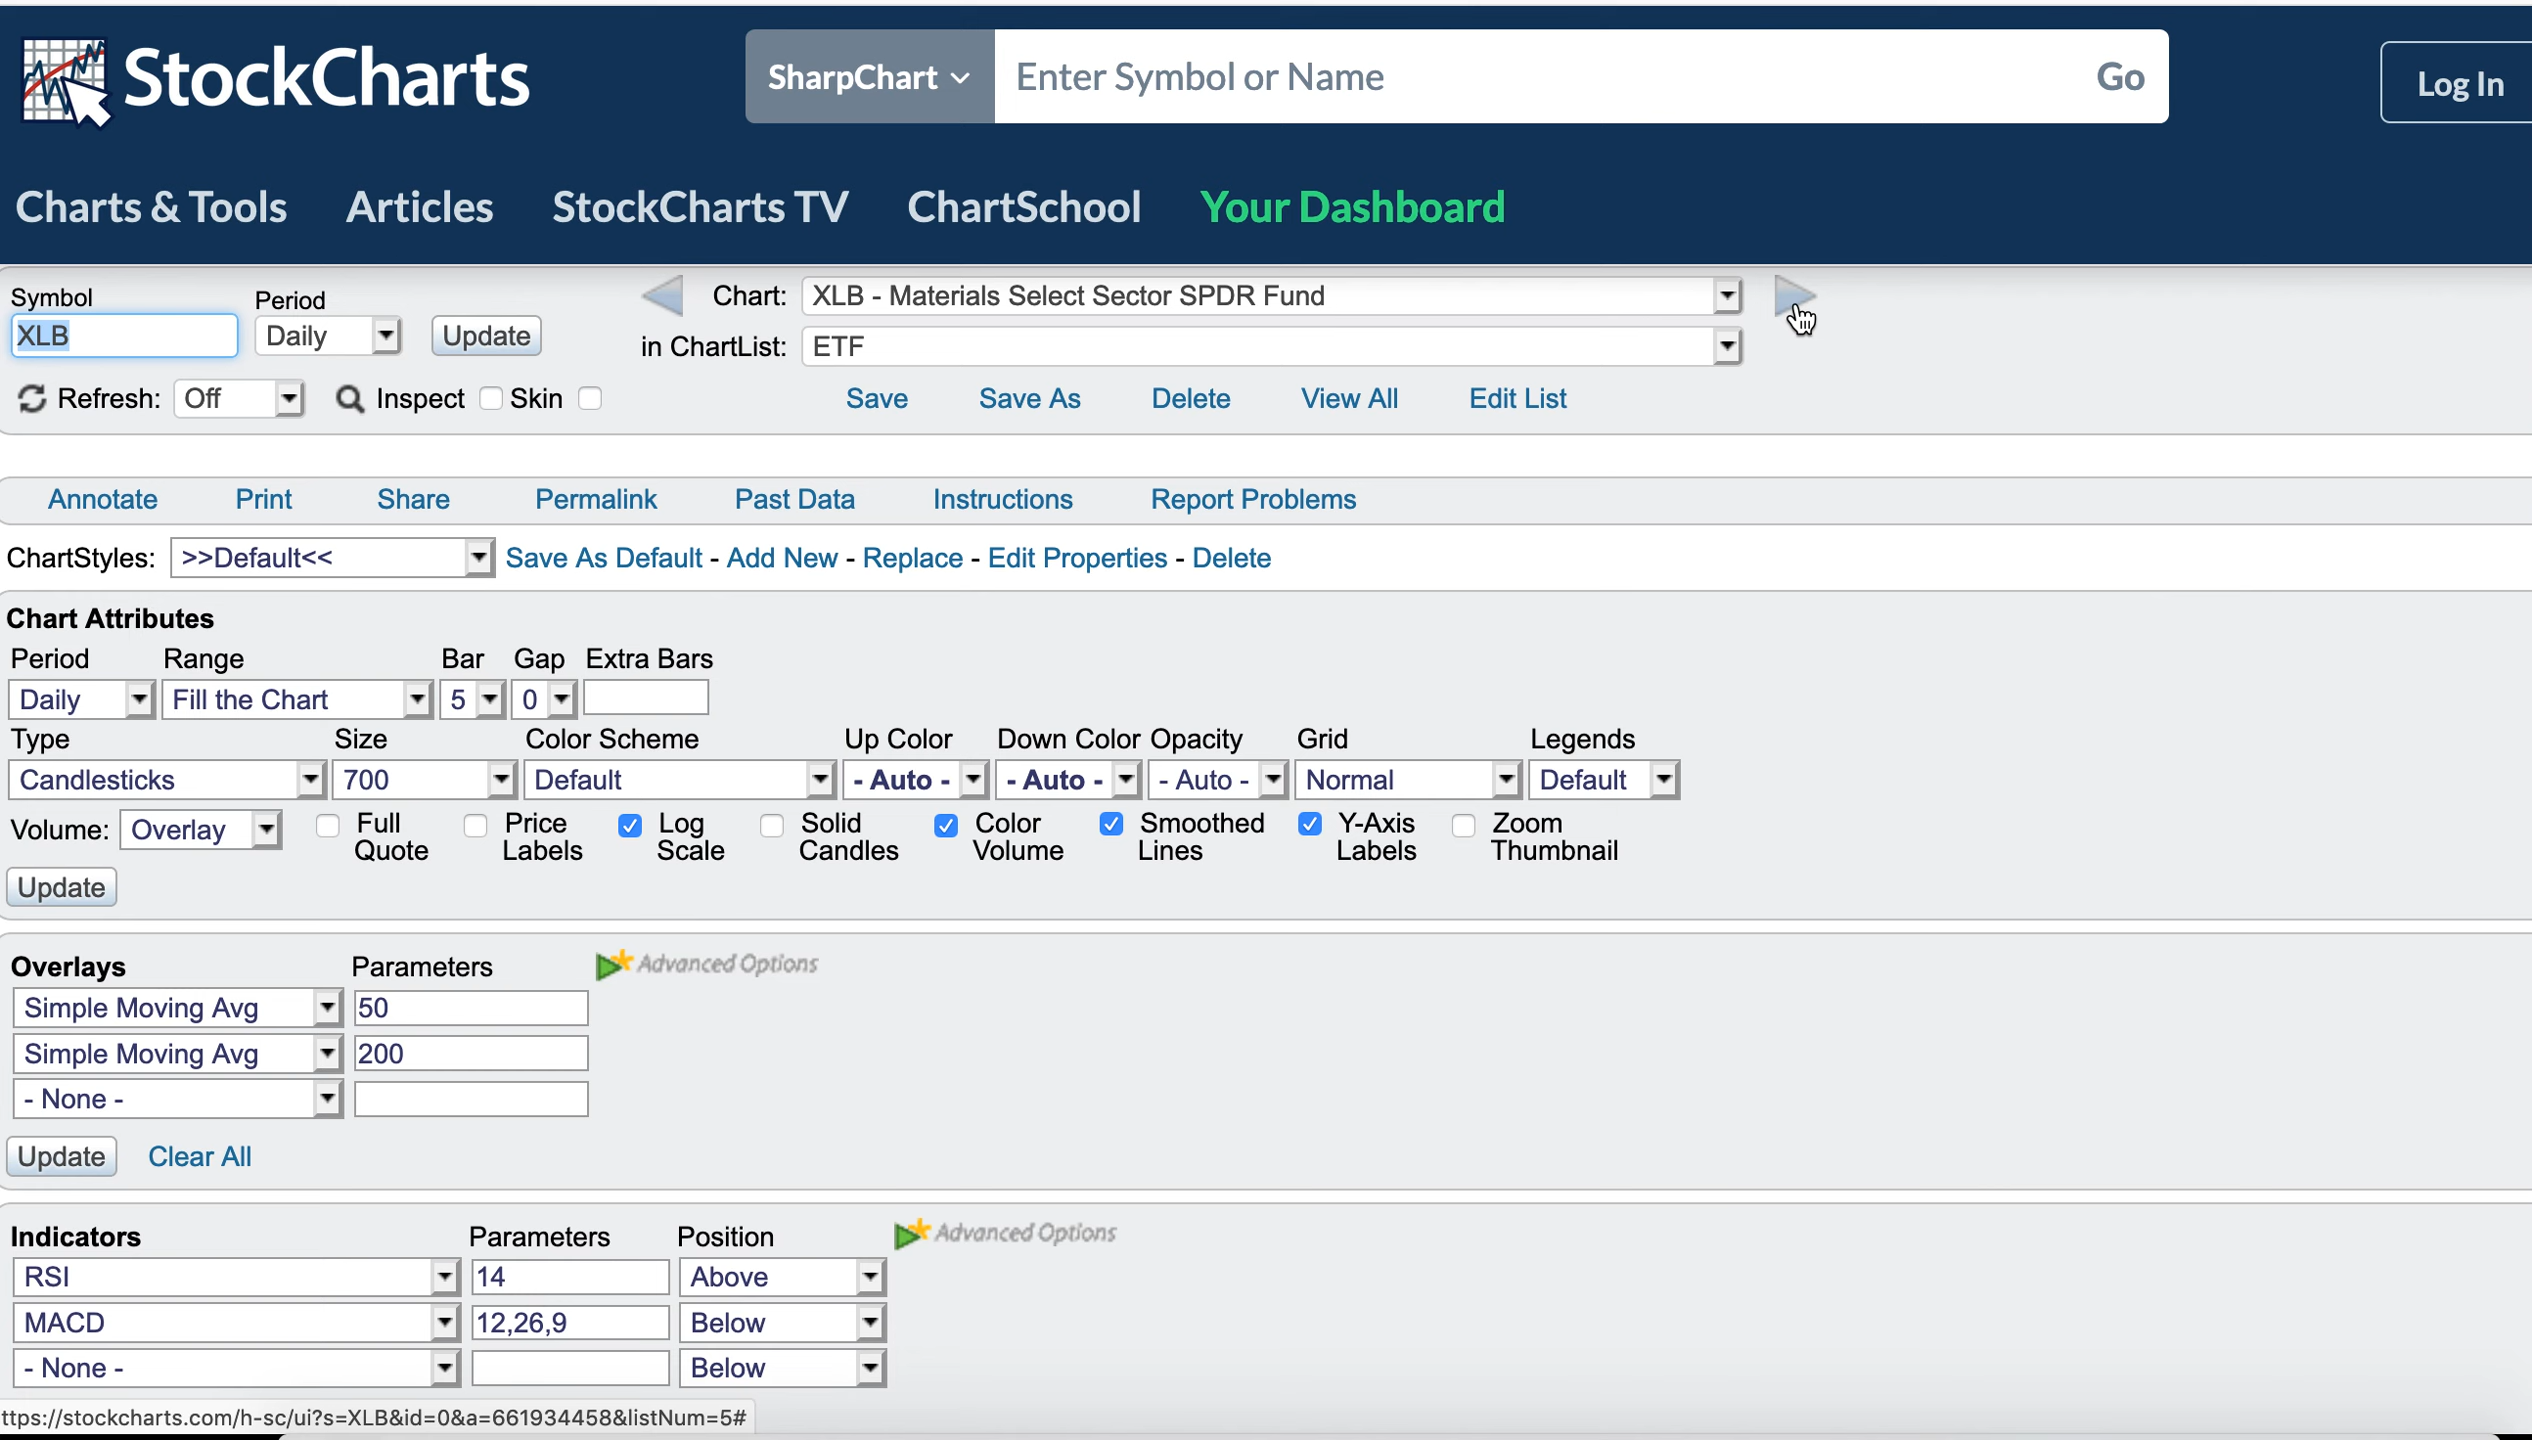 StockCharts
SharpChart Enter Symbol or Name Go Log In
Charts & Tools Articles StockCharts TV ChartSchool Your Dashboard
Symbol Period Chart: XLB - Materials Select Sector SPDR Fund
XLB Daily Update in ChartList: ETF
Refresh: Off Inspect Skin Save Save As Delete View All Edit List
Annotate Print Share Permalink Past Data Instructions Report Problems
ChartStyles: >>Default<< Save As Default - Add New - Replace - Edit Properties - Delete
Chart Attributes
Period Range Bar Gap Extra Bars
Daily Fill the Chart 5 0
Type Size Color Scheme Up Color Down Color Opacity Grid Legends
Candlesticks 700 Default - Auto - - Auto - - Auto - Normal Default
Volume: Overlay Full Quote Price Labels Log Scale Solid Candles Color Volume Smoothed Lines Y-Axis Labels Zoom Thumbnail
Update
Overlays Parameters Advanced Options
Simple Moving Avg 50
Simple Moving Avg 200
- None -
Update Clear All
Indicators Parameters Position Advanced Options
RSI 14 Above
MACD 12,26,9 Below
- None - Below
ttps://stockcharts.com/h-sc/ui?s=XLB&id=0&a=661934458&listNum=5#